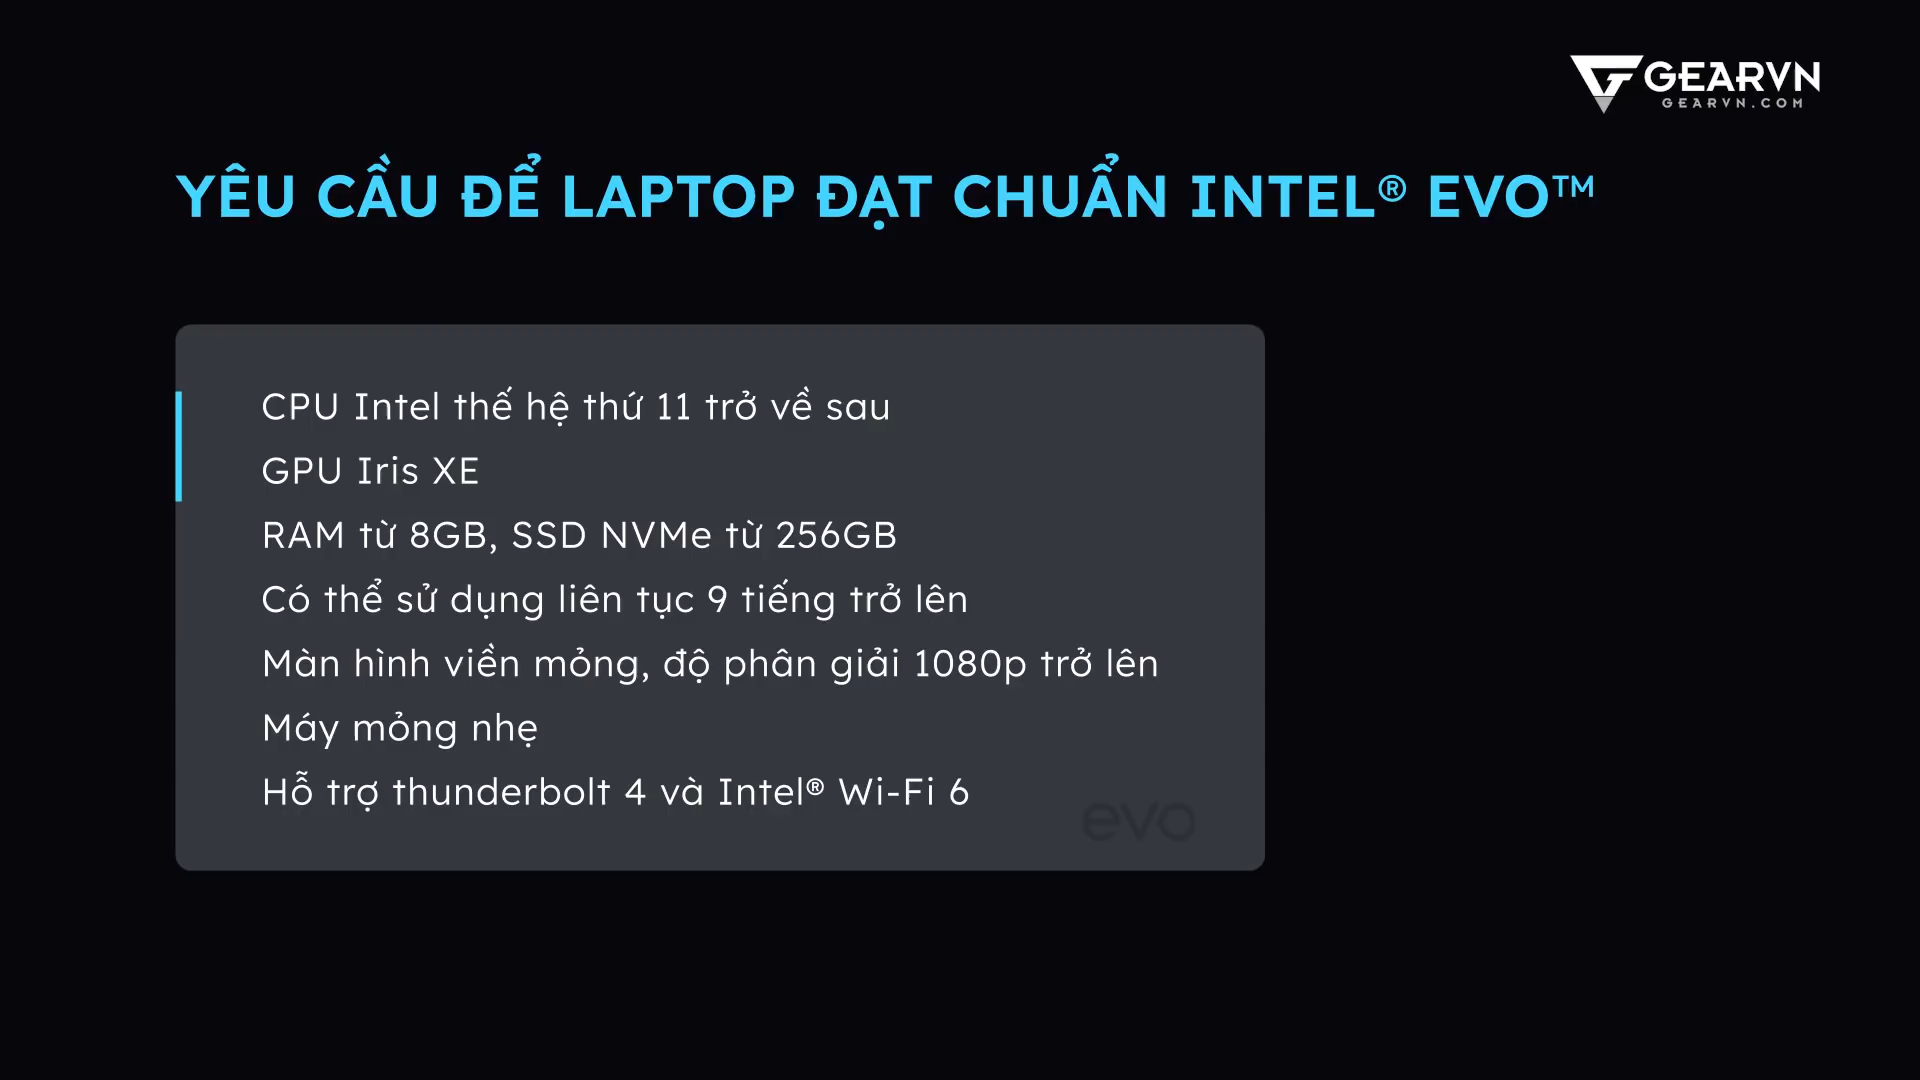 GEARVN
GEARVN.COM
YÊU CẦU ĐỂ LAPTOP ĐẠT CHUẨN INTEL® EVO™
CPU Intel thế hệ thứ 11 trở về sau
GPU Iris XE
RAM từ 8GB, SSD NVMe từ 256GB
Có thể sử dụng liên tục 9 tiếng trở lên
Màn hình viền mỏng, độ phân giải 1080p trở lên
Máy mỏng nhẹ
Hỗ trợ thunderbolt 4 và Intel® Wi-Fi 6
evo